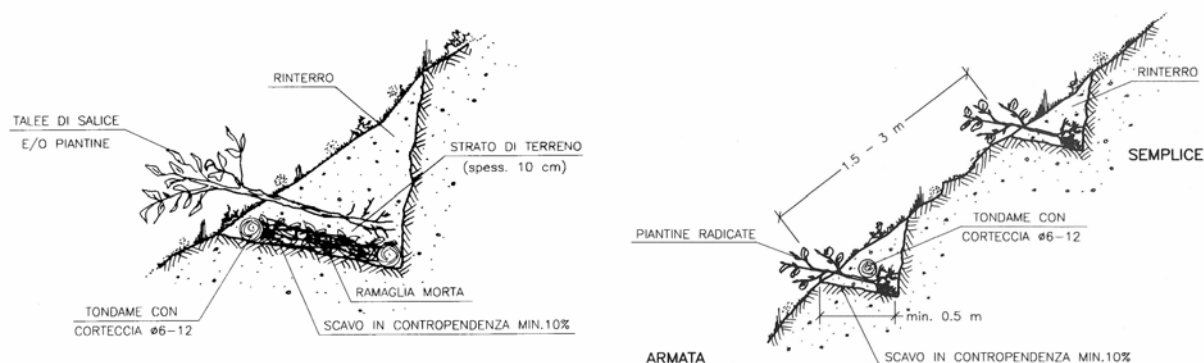 RINTERRO
TALEE DI SALICE
E/O PIANTINE
STRATO DI TERRENO
(spess. 10 cm)
RAMAGLIA MORTA
TONDAME CON
CORTECCIA ø6-12
SCAVO IN CONTROPENDENZA MIN.10%
RINTERRO
1.5 - 3 m
SEMPLICE
PIANTINE RADICATE
TONDAME CON
CORTECCIA ø6-12
min. 0.5 m
ARMATA
SCAVO IN CONTROPENDENZA MIN.10%